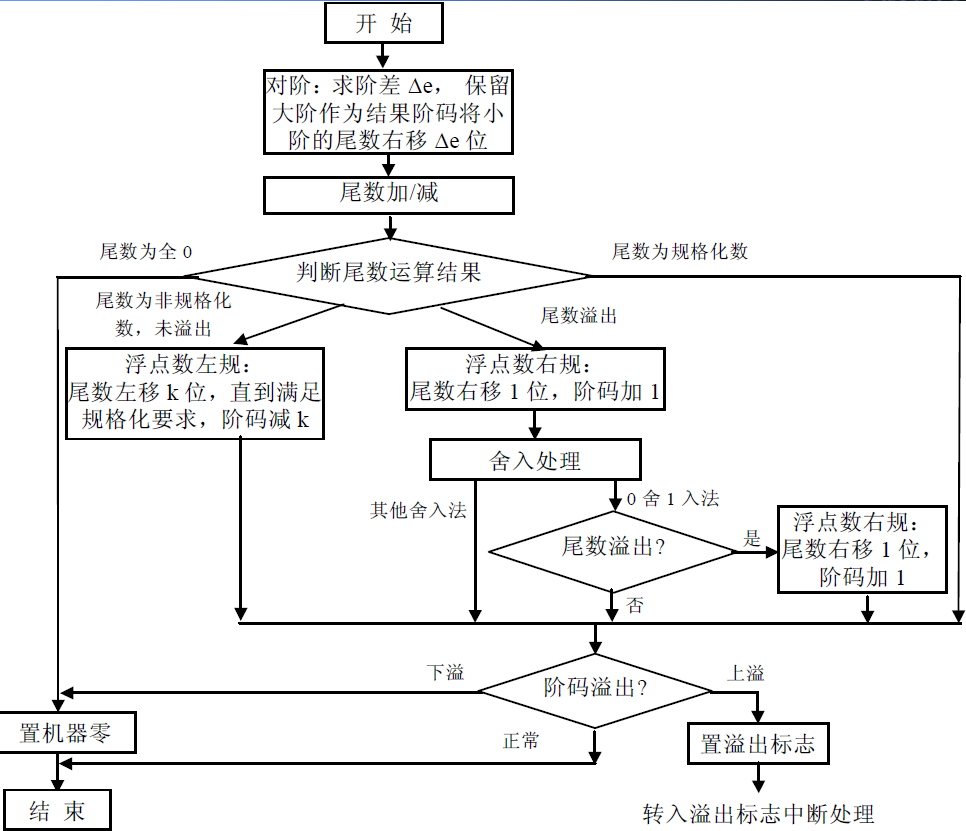 开 始
对阶：求阶差 Δe， 保留
大阶作为结果阶码将小
阶的尾数右移 Δe 位
尾数加/减
尾数为全 0
判断尾数运算结果
尾数为规格化数
尾数为非规格化
数，未溢出
尾数溢出
浮点数左规：
尾数左移 k 位，直到满足
规格化要求，阶码减 k
浮点数右规：
尾数右移 1 位，阶码加 1
舍入处理
其他舍入法
0 舍 1 入法
尾数溢出?
是
浮点数右规：
尾数右移 1 位，
阶码加 1
否
下溢
阶码溢出?
上溢
置机器零
正常
置溢出标志
结 束
转入溢出标志中断处理